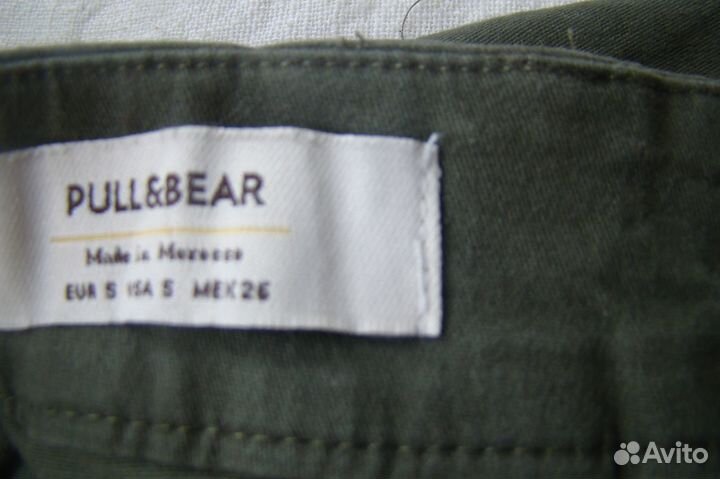 PULL&BEAR
Made in Morocco
EUR S USA S MEX 26
Avito